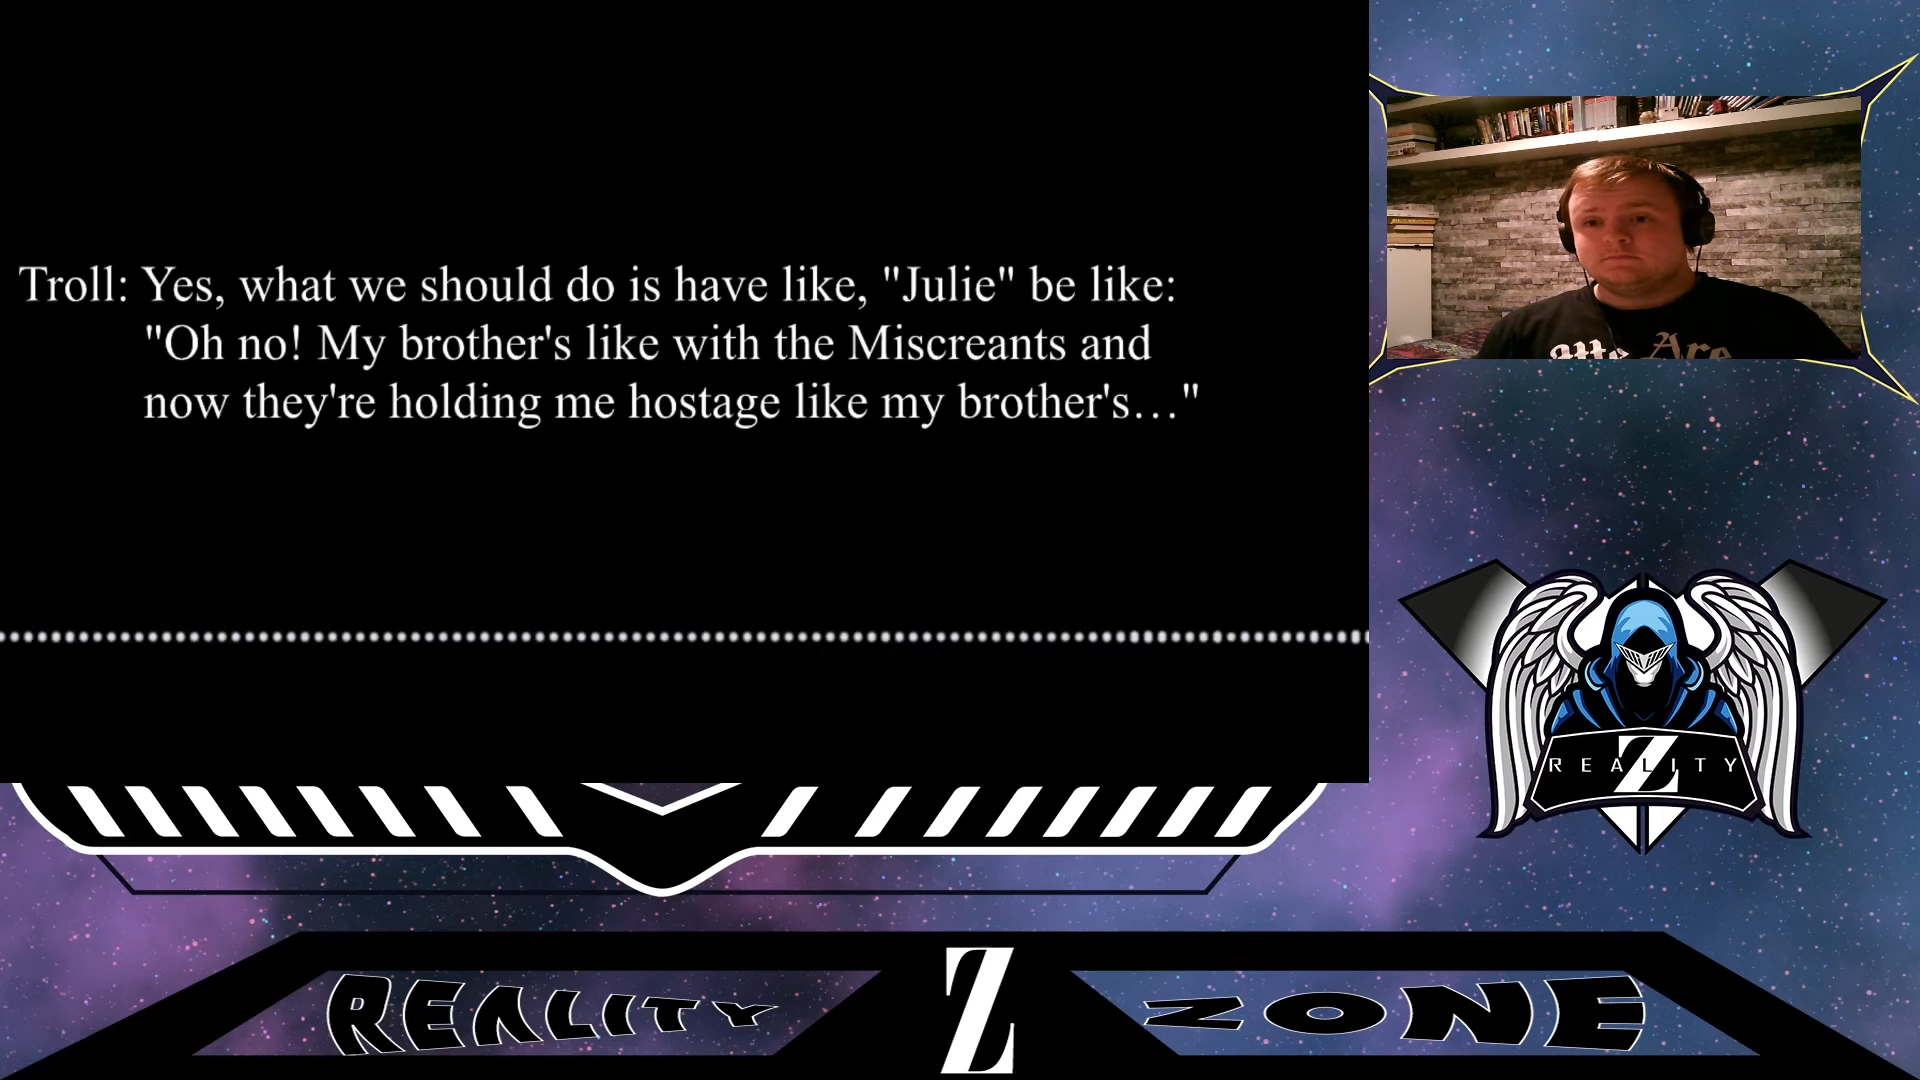 Troll: Yes, what we should do is have like, "Julie" be like:
"Oh no! My brother's like with the Miscreants and
now they're holding me hostage like my brother's…"
REALITY
Z
REALITY Z ZONE